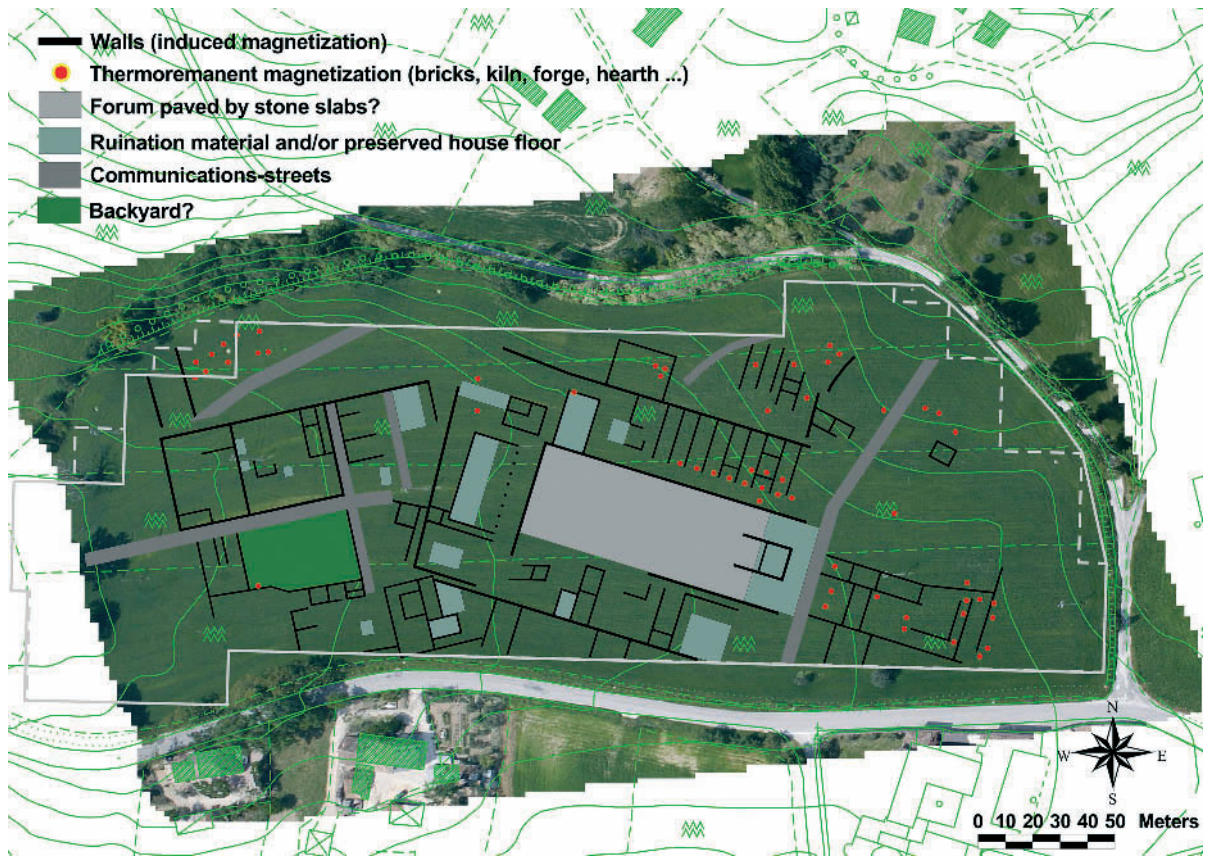 Walls (induced magnetization)
Thermoremanent magnetization (bricks, kiln, forge, hearth ...)
Forum paved by stone slabs?
Ruination material and/or preserved house floor
Communications-streets
Backyard?
N
W E
S
0 10 20 30 40 50 Meters